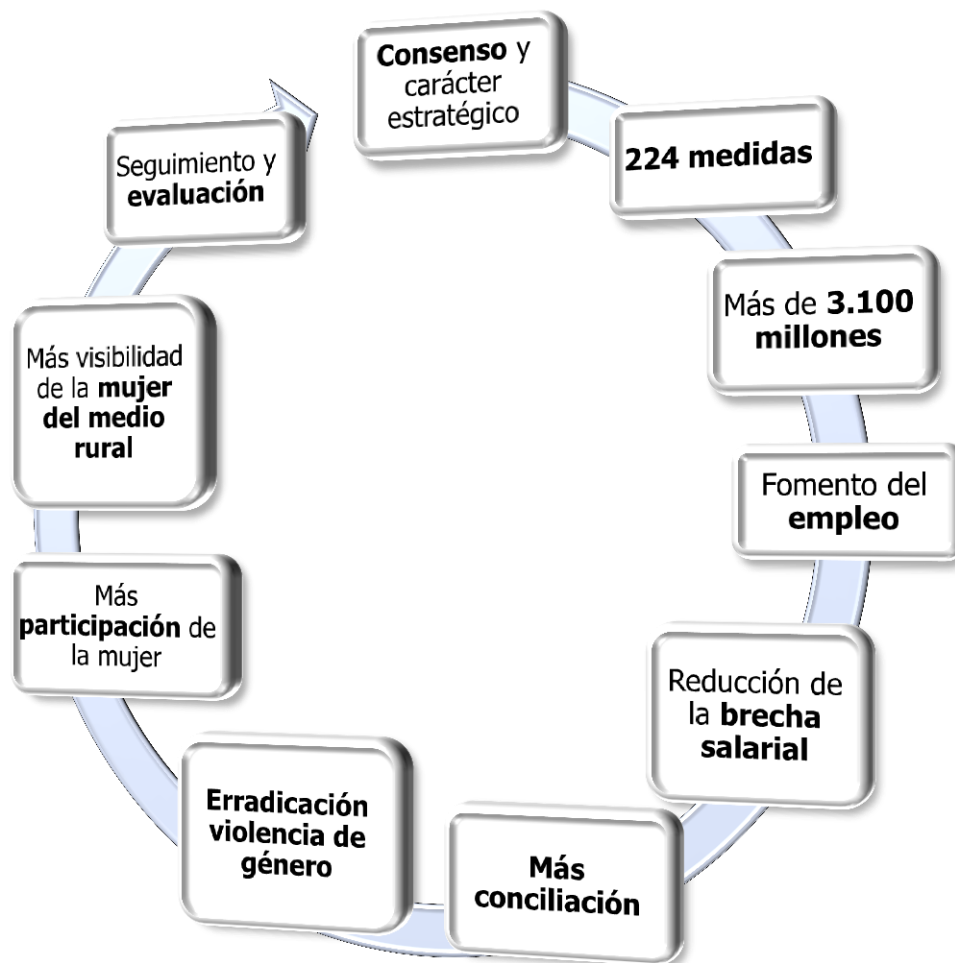 Consenso y
carácter
estratégico
224 medidas
Más de 3.100
millones
Fomento del
empleo
Reducción de
la brecha
salarial
Más
conciliación
Erradicación
violencia de
género
Más
participación de
la mujer
Más visibilidad
de la mujer
del medio
rural
Seguimiento y
evaluación